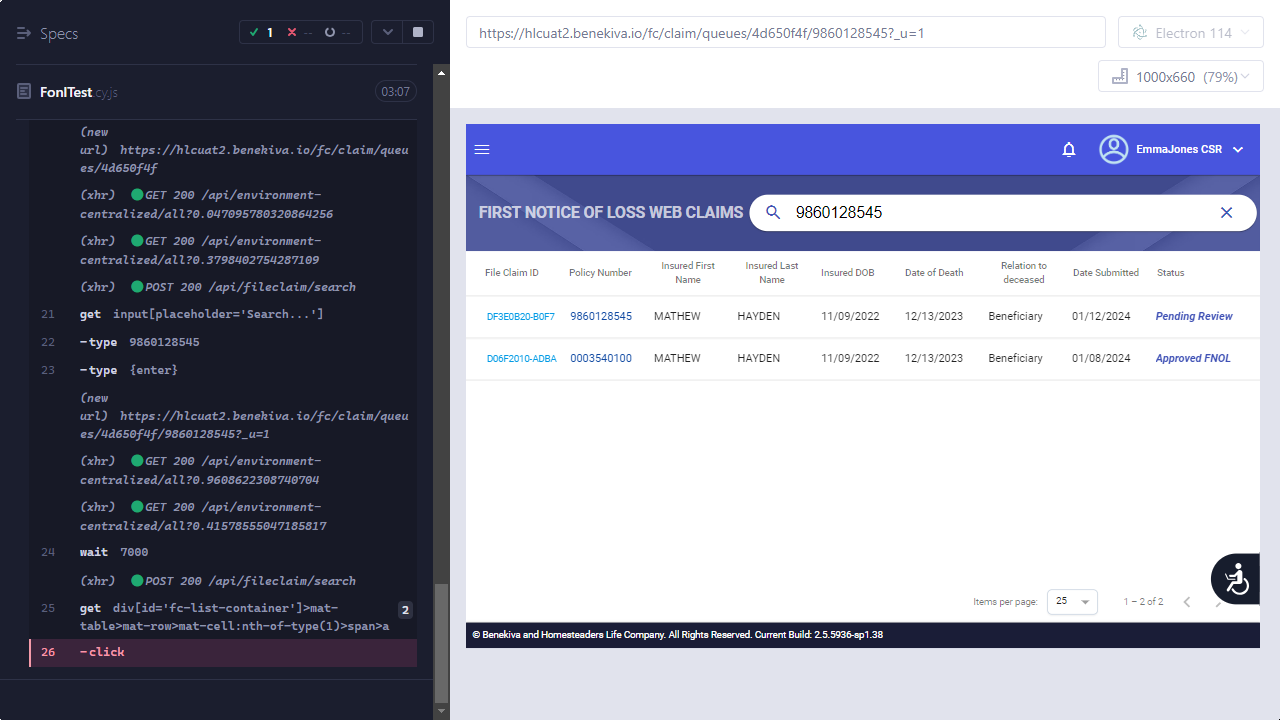 Specs
1
--
--
FonlTest.cy.js
03:07
(new
url) https://hlcuat2.benekiva.io/fc/claim/queu
es/4d650f4f
(xhr) GET 200 /api/environment-
centralized/all?0.047095780320864256
(xhr) GET 200 /api/environment-
centralized/all?0.3798402754287109
(xhr) POST 200 /api/fileclaim/search
21 get input[placeholder='Search...']
22 -type 9860128545
23 -type {enter}
(new
url) https://hlcuat2.benekiva.io/fc/claim/queu
es/4d650f4f/9860128545?_u=1
(xhr) GET 200 /api/environment-
centralized/all?0.9608622308740704
(xhr) GET 200 /api/environment-
centralized/all?0.41578555047185817
24 wait 7000
(xhr) POST 200 /api/fileclaim/search
25 get div[id='fc-list-container']>mat-
table>mat-row>mat-cell:nth-of-type(1)>span>a 2
26 -click
https://hlcuat2.benekiva.io/fc/claim/queues/4d650f4f/9860128545?_u=1
Electron 114
1000x660 (79%)
EmmaJones CSR
FIRST NOTICE OF LOSS WEB CLAIMS
9860128545
File Claim ID Policy Number Insured First Name Insured Last Name Insured DOB Date of Death Relation to deceased Date Submitted Status
DF3E0B20-B0F7 9860128545 MATHEW HAYDEN 11/09/2022 12/13/2023 Beneficiary 01/12/2024 Pending Review
D06F2010-ADBA 0003540100 MATHEW HAYDEN 11/09/2022 12/13/2023 Beneficiary 01/08/2024 Approved FNOL
Items per page: 25 1 – 2 of 2
© Benekiva and Homesteaders Life Company. All Rights Reserved. Current Build: 2.5.5936-sp1.38